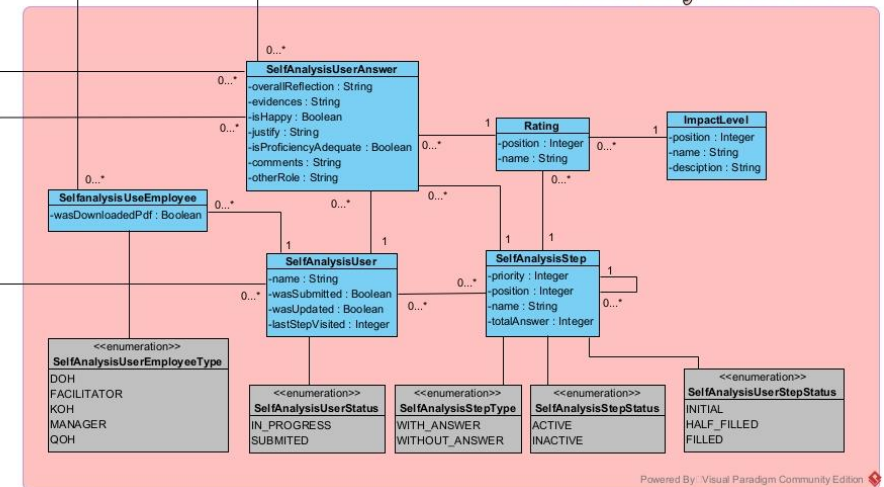 0...*
SelfAnalysisUserAnswer
-overallReflection : String
-evidences : String
-isHappy : Boolean
-justify : String
-isProficiencyAdequate : Boolean
-comments : String
-otherRole : String
0...*
0...*
1
0...*
Rating
-position : Integer
-name : String
0...*
1
ImpactLevel
-position : Integer
-name : String
-desciption : String
0...*
SelfanalysisUseEmployee
-wasDownloadedPdf : Boolean
0...*
0...*
0...*
0...*
1
1
1
1
SelfAnalysisUser
-name : String
-wasSubmitted : Boolean
-wasUpdated : Boolean
-lastStepVisited : Integer
0...*
0...*
0...*
SelfAnalysisStep
-priority : Integer
-position : Integer
-name : String
-totalAnswer : Integer
1
0...*
<<enumeration>>
SelfAnalysisUserEmployeeType
DOH
FACILITATOR
KOH
MANAGER
QOH
<<enumeration>>
SelfAnalysisUserStatus
IN_PROGRESS
SUBMITED
<<enumeration>>
SelfAnalysisStepType
WITH_ANSWER
WITHOUT_ANSWER
<<enumeration>>
SelfAnalysisStepStatus
ACTIVE
INACTIVE
<<enumeration>>
SelfAnalysisUserStepStatus
INITIAL
HALF_FILLED
FILLED
Powered By Visual Paradigm Community Edition